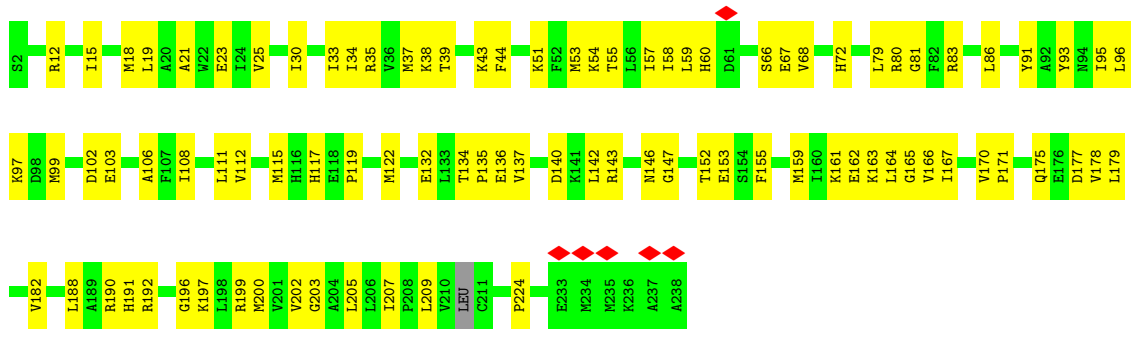 S2 R12 I15 M18 L19 A20 A21 W22 E23 I24 V25 I30 I33 I34 R35 V36 M37 K38 T39 K43 F44 K51 F52 M53 K54 T55 L56 I57 I58 L59 H60 D61 S66 E67 V68 H72 L79 R80 G81 F82 R83 L86 Y91 A92 Y93 N94 I95 L96
K97 D98 M99 D102 E103 A106 F107 I108 L111 V112 M115 H116 H117 E118 P119 M122 E132 L133 T134 P135 E136 V137 D140 K141 L142 R143 N146 G147 T152 E153 S154 F155 M159 I160 K161 E162 K163 L164 G165 V166 I167 V170 P171 Q175 E176 D177 V178 L179
V182 L188 A189 R190 H191 R192 G196 K197 L198 R199 M200 V201 V202 G203 A204 L205 L206 I207 P208 L209 V210 LEU C211 P224 E233 M234 M235 K236 A237 A238